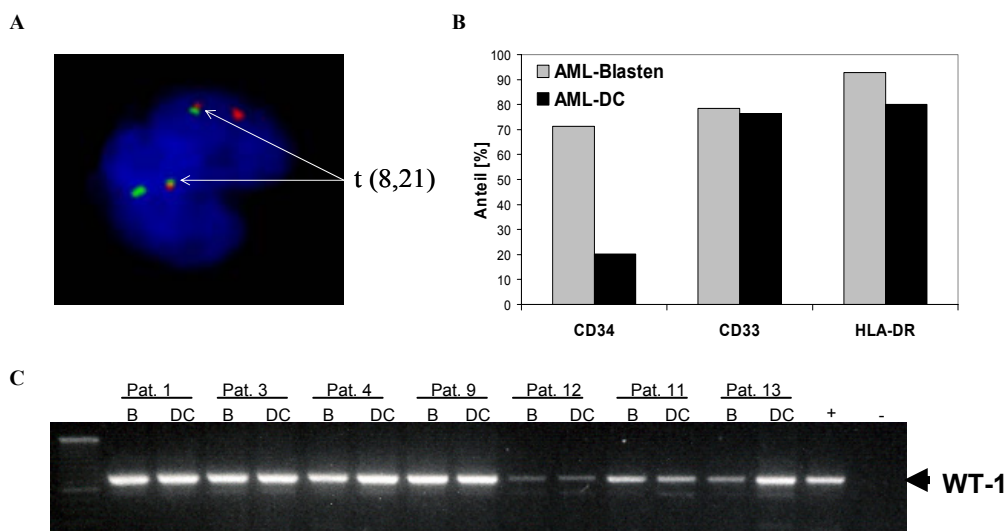 A
t (8,21)
B
AML-Blasten
AML-DC
Anteil [%]
100
90
80
70
60
50
40
30
20
10
0
CD34 CD33 HLA-DR
C
Pat. 1 Pat. 3 Pat. 4 Pat. 9 Pat. 12 Pat. 11 Pat. 13
B DC B DC B DC B DC B DC B DC B DC + -
WT-1